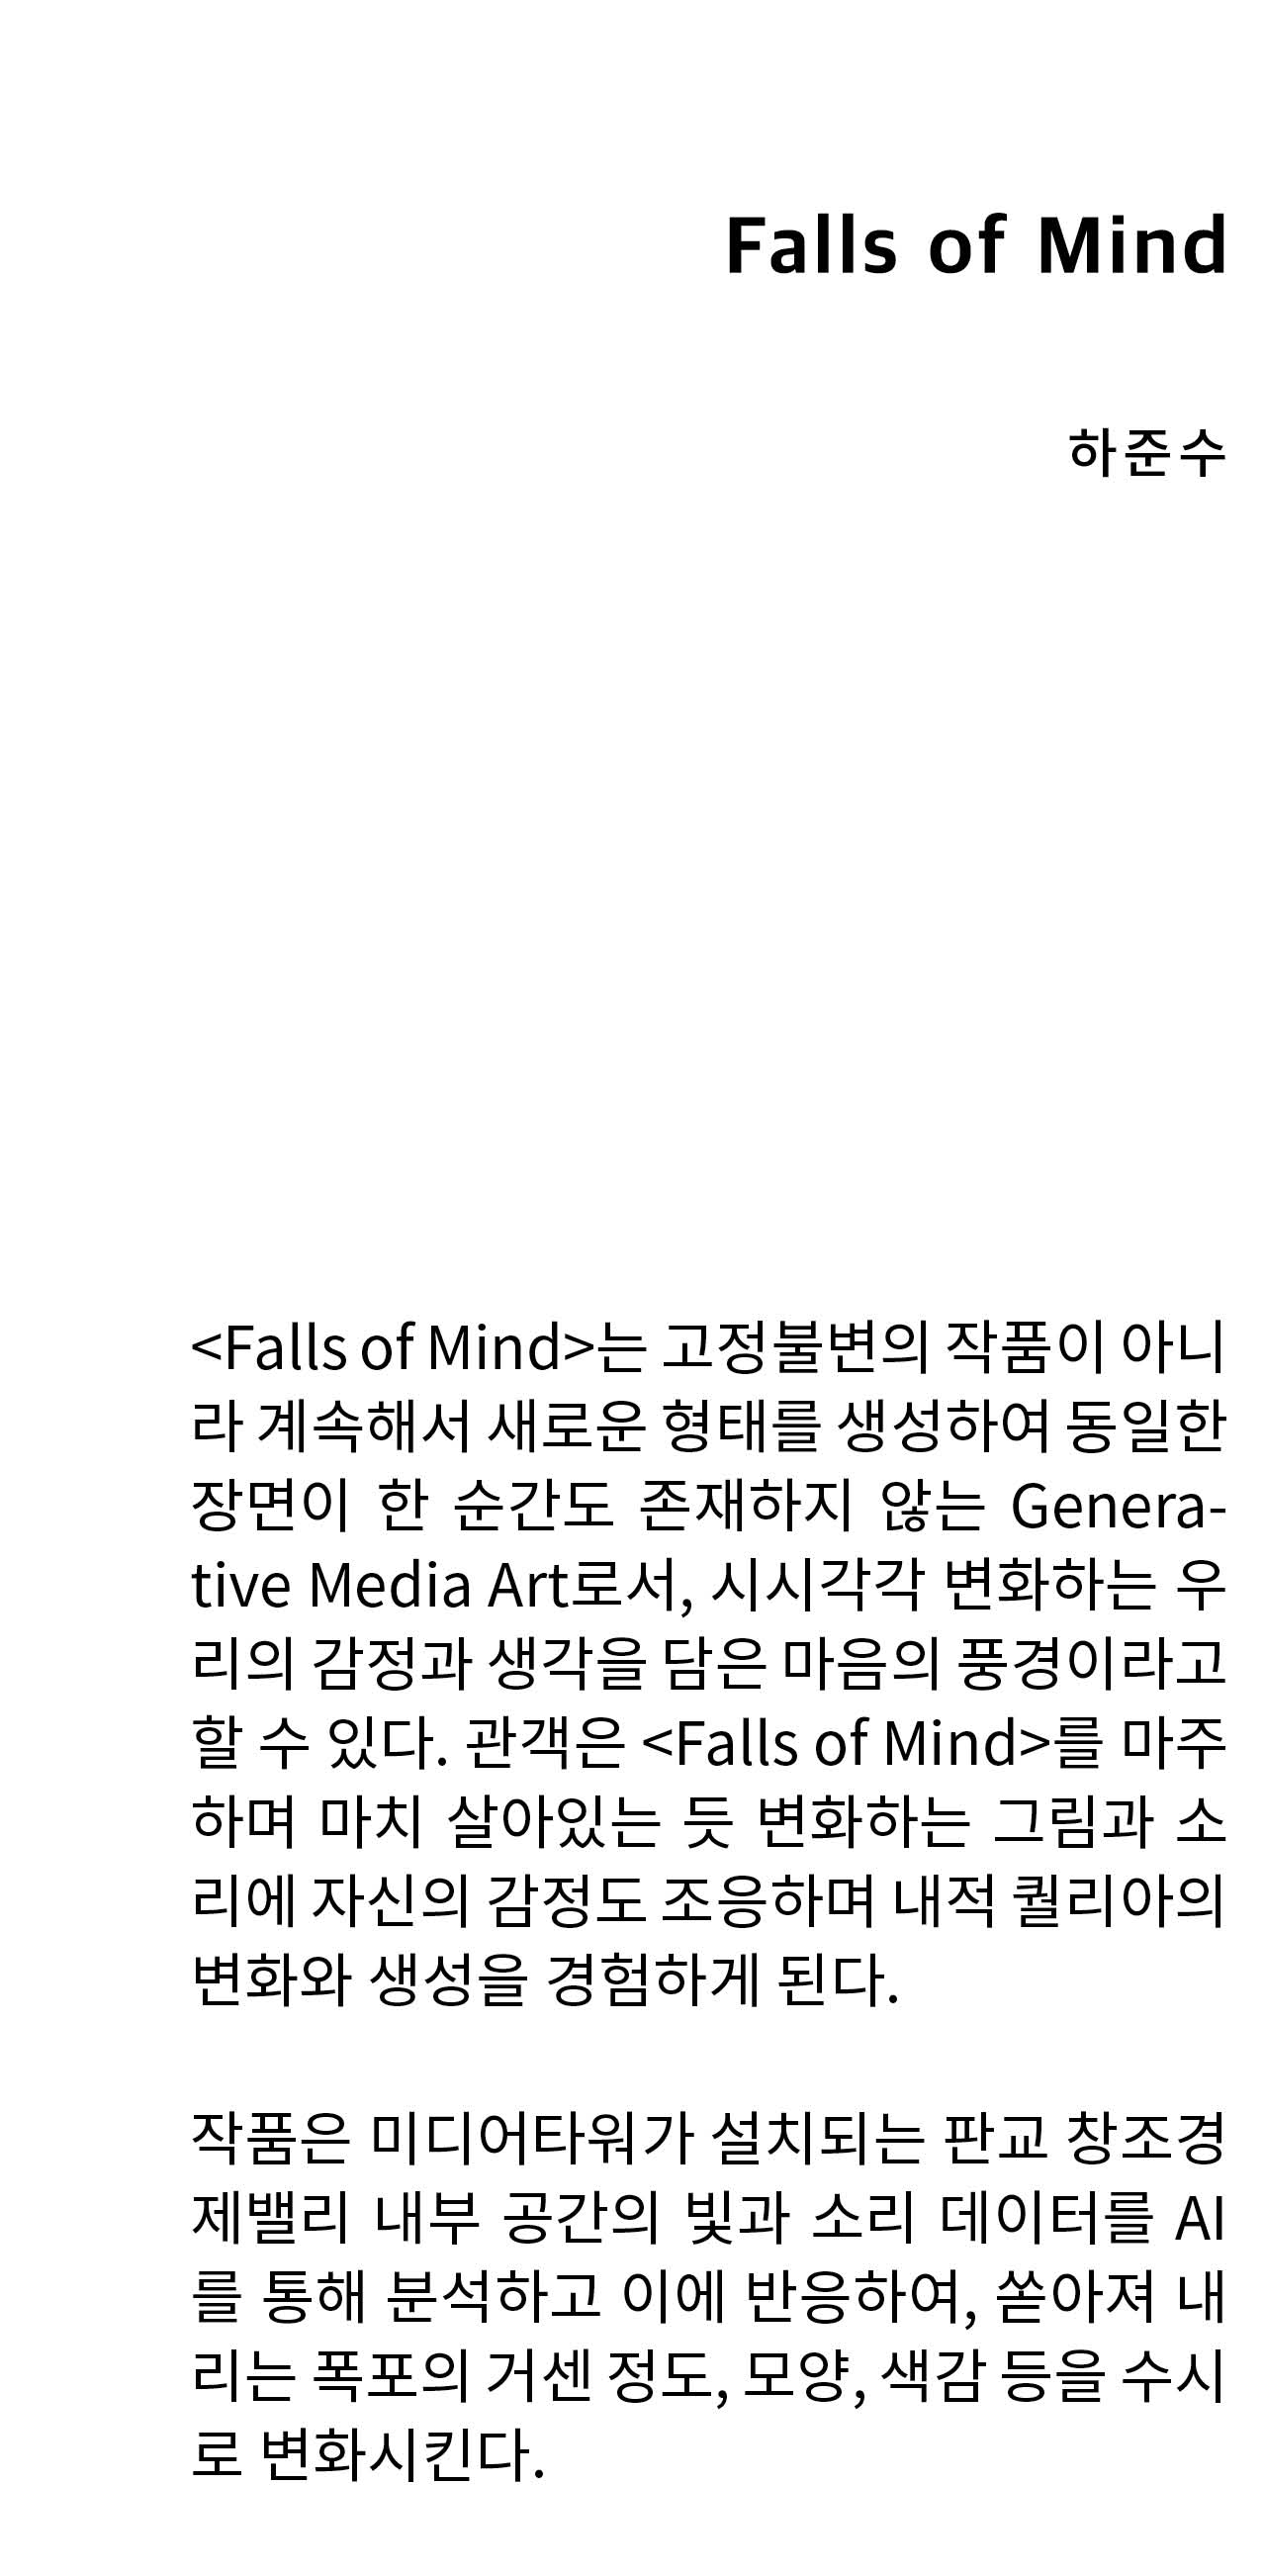 Falls of Mind
하준수
<Falls of Mind>는 고정불변의 작품이 아니
라 계속해서 새로운 형태를 생성하여 동일한
장면이 한 순간도 존재하지 않는 Genera-
tive Media Art로서, 시시각각 변화하는 우
리의 감정과 생각을 담은 마음의 풍경이라고
할 수 있다. 관객은 <Falls of Mind>를 마주
하며 마치 살아있는 듯 변화하는 그림과 소
리에 자신의 감정도 조응하며 내적 퀄리아의
변화와 생성을 경험하게 된다.
작품은 미디어타워가 설치되는 판교 창조경
제밸리 내부 공간의 빛과 소리 데이터를 AI
를 통해 분석하고 이에 반응하여, 쏟아져 내
리는 폭포의 거센 정도, 모양, 색감 등을 수시
로 변화시킨다.